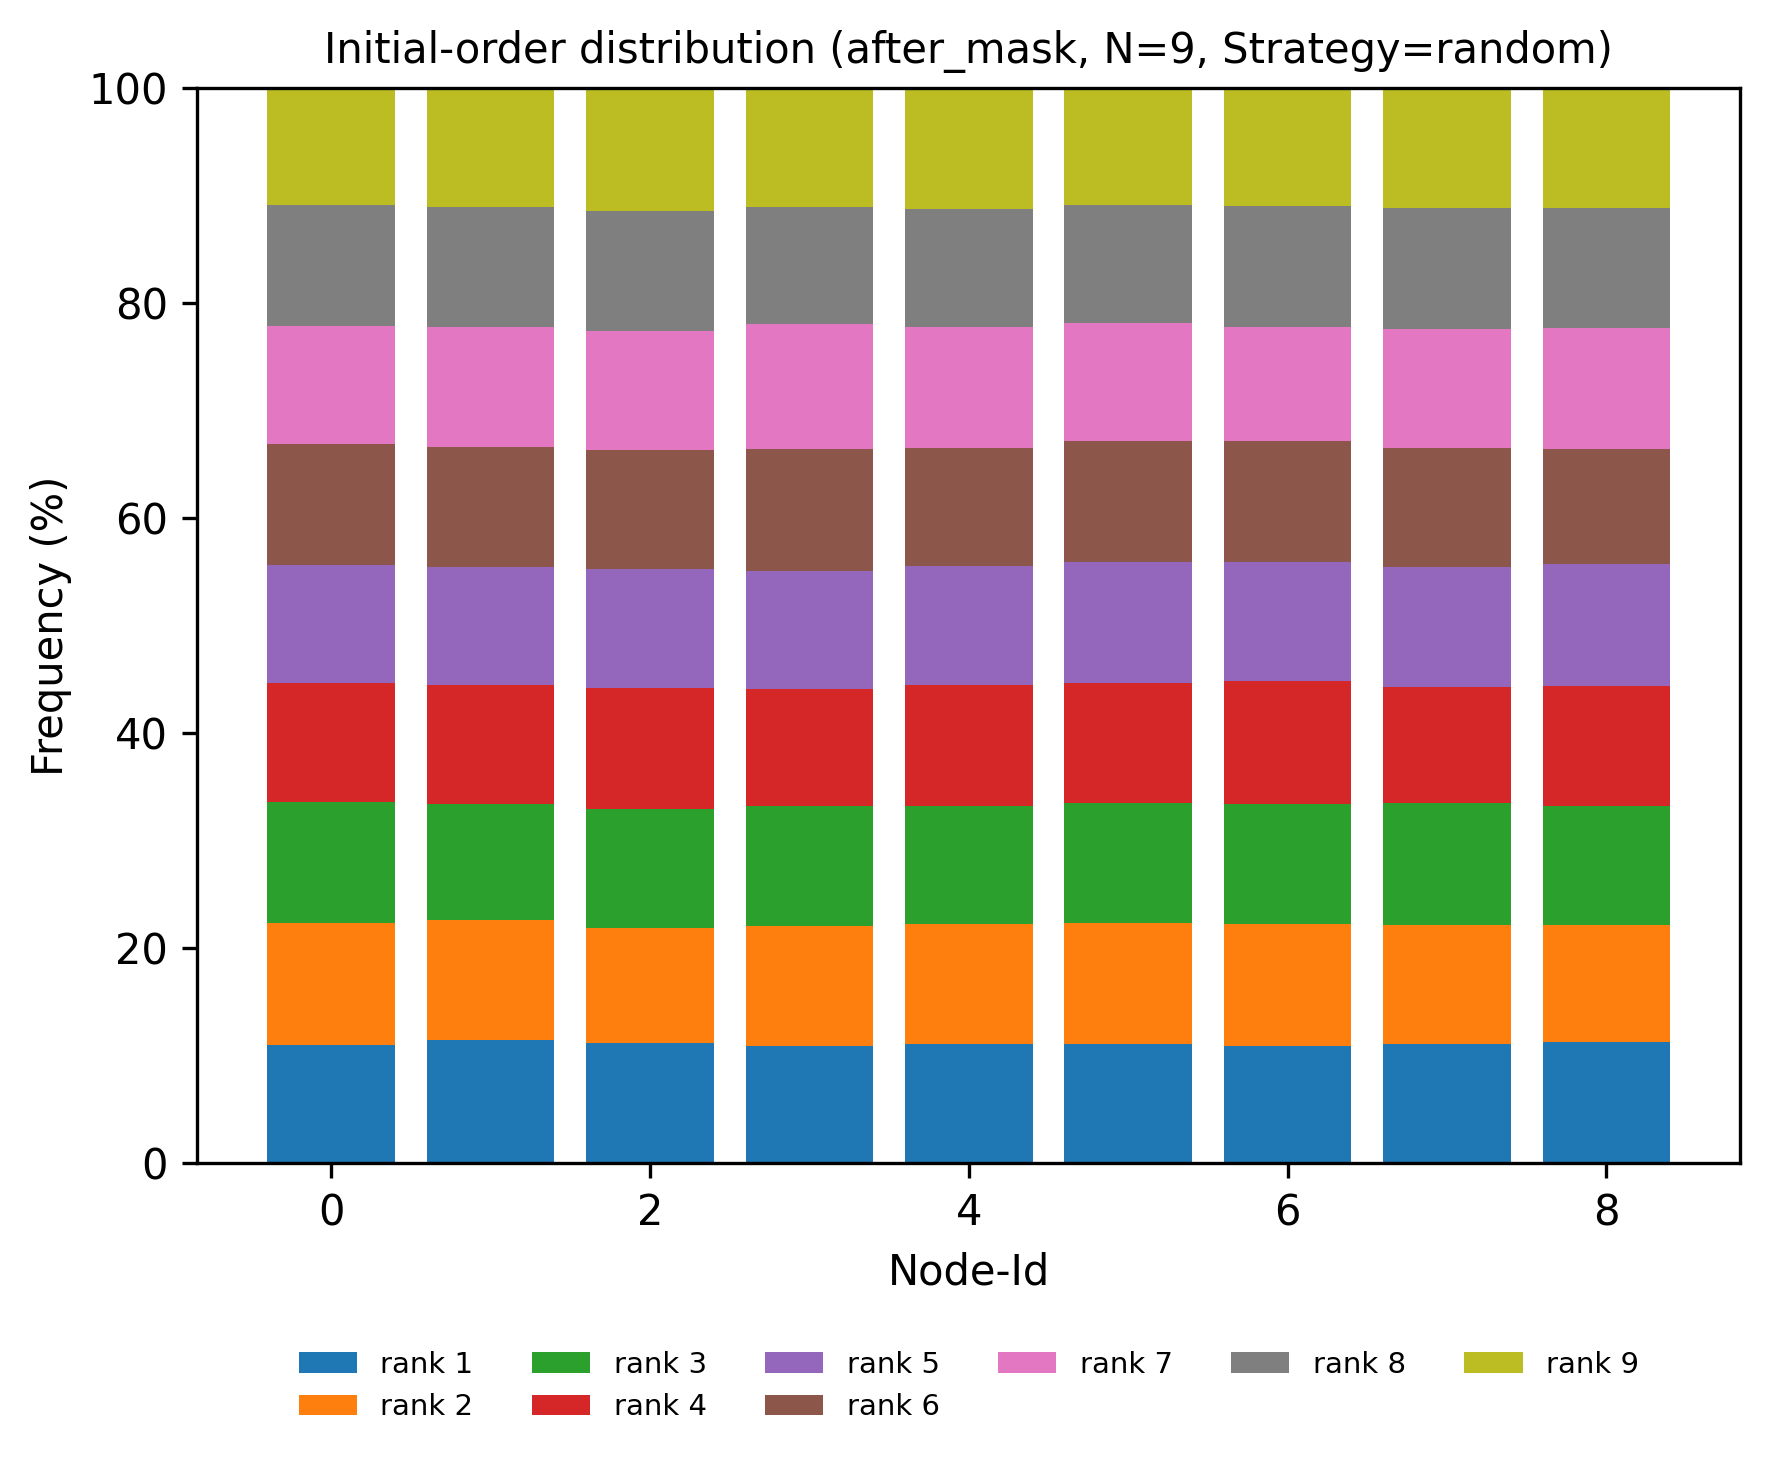 Initial-order distribution (after_mask, N=9, Strategy=random)
100
80
60
40
20
0
Frequency (%)
0 2 4 6 8
Node-Id
rank 1 rank 3 rank 5 rank 7 rank 8 rank 9
rank 2 rank 4 rank 6